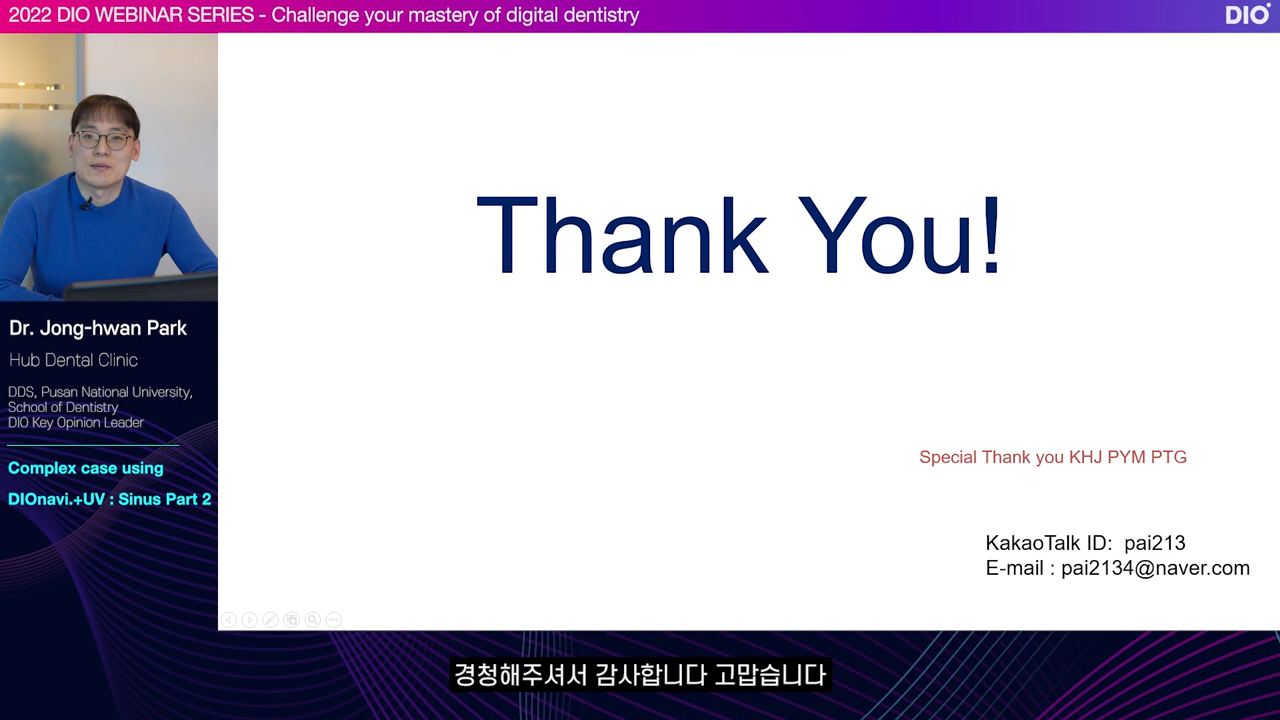 2022 DIO WEBINAR SERIES - Challenge your mastery of digital dentistry
DIO
Thank You!
Dr. Jong-hwan Park
Hub Dental Clinic
DDS, Pusan National University,
School of Dentistry
DIO Key Opinion Leader
Complex case using
DIOnavi.+UV : Sinus Part 2
Special Thank you KHJ PYM PTG
KakaoTalk ID: pai213
E-mail : pai2134@naver.com
경청해주셔서 감사합니다 고맙습니다